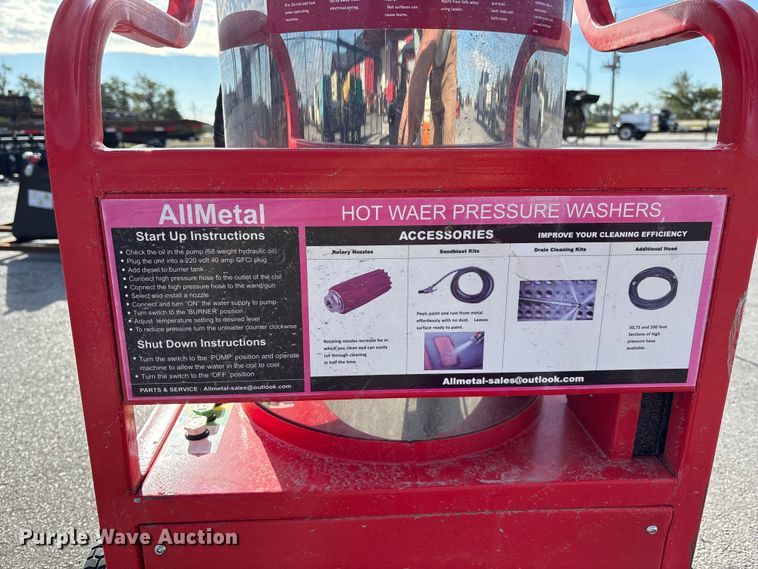 AllMetal
HOT WAER PRESSURE WASHERS
Start Up Instructions
• Check the oil in the pump (68 weight hydraulic oil)
• Plug the unit into a 220 volt 40 amp GFCI plug
• Add diesel to burner tank
• Connect high pressure hose fo the outlet of the coil
• Connect the high pressure hose to the wand/gun
• Select and install a nozzle
• Connect and turn "ON" the wafer supply to pump
• Turn switch to the 'BURNER' position
• Adjust temperature setting to desired level
• To reduce pressure turn the unloader counter clockwise
Shut Down Instructions
• Turn the switch to the 'PUMP' position and operate
machine to allow the water in the coil to coal
• Turn the switch to the 'OFF' position
PARTS & SERVICE : Allmetal-sales@outlook.com
ACCESSORIES
IMPROVE YOUR CLEANING EFFICIENCY
Rotary Nozzles
Rotating nozzles increase far in
which you clean and can easily
cut through cleaning
in half the time
Sandblast Kits
Peels paint and rust from metal
effortlessly with no dust. Leaves
surface ready to paint.
Drain Cleaning Kits
Additional Hose
50,75 and 200 foot
Sections of high
pressure hose
available.
Allmetal-sales@outlook.com
Purple Wave Auction